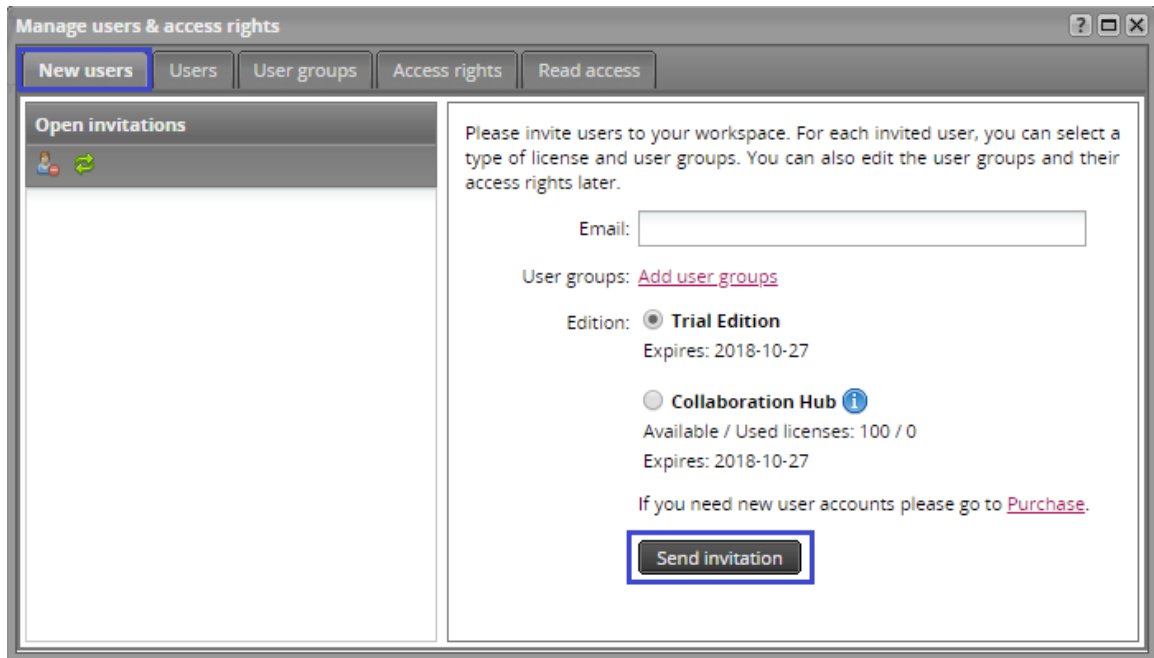 Manage users & access rights
New users Users User groups Access rights Read access
Open invitations
Please invite users to your workspace. For each invited user, you can select a
type of license and user groups. You can also edit the user groups and their
access rights later.
Email:
User groups: Add user groups
Edition: Trial Edition
Expires: 2018-10-27
Collaboration Hub
Available / Used licenses: 100 / 0
Expires: 2018-10-27
If you need new user accounts please go to Purchase.
Send invitation